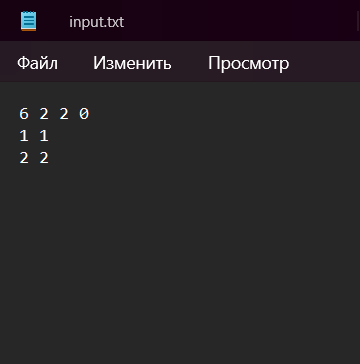 input.txt
Файл Изменить Просмотр
6 2 2 0
1 1
2 2